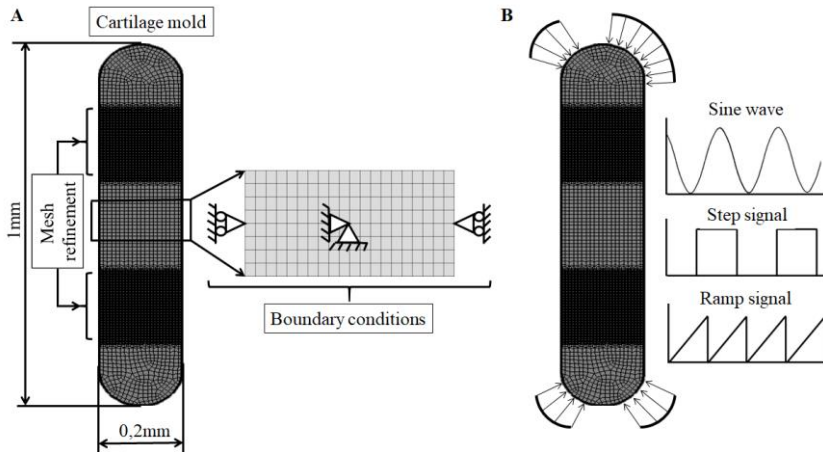 A
Cartilage mold
B
1mm
Mesh
refinement
Boundary conditions
0,2mm
Sine wave
Step signal
Ramp signal